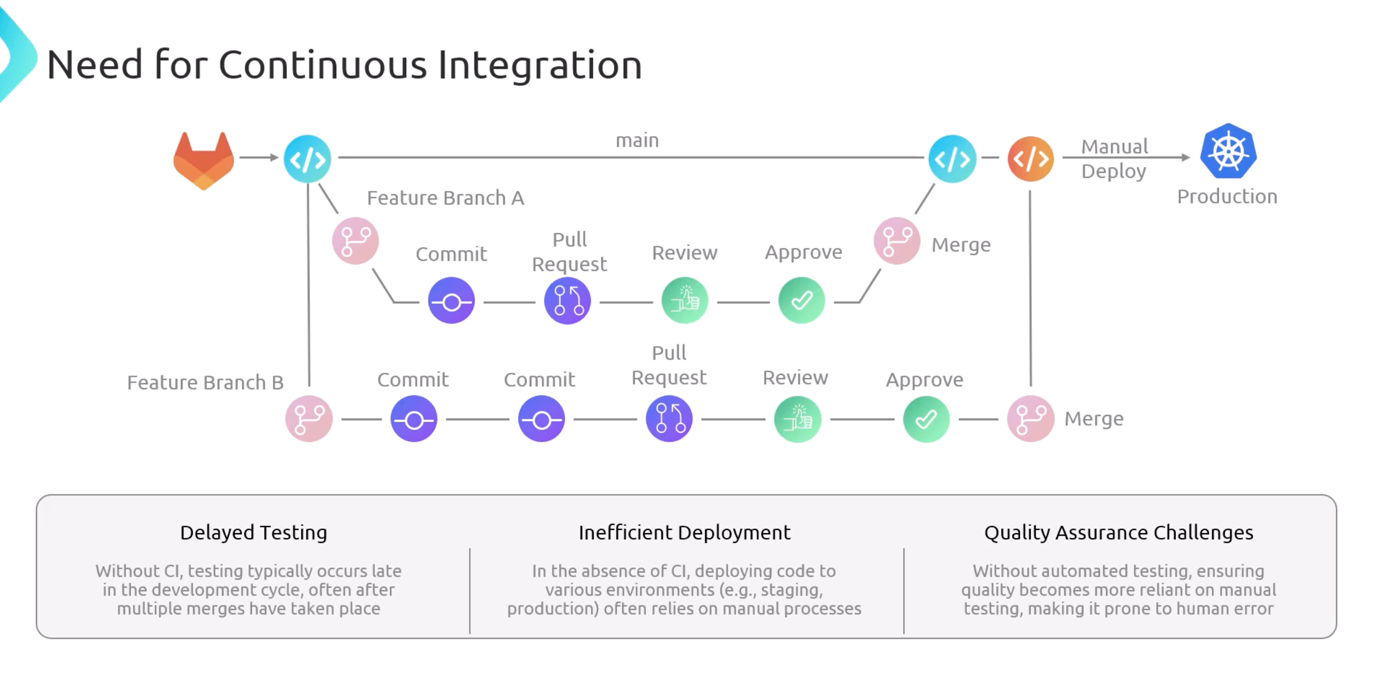 Need for Continuous Integration
main
Manual
Deploy
Production
Feature Branch A
Commit
Pull
Request
Review
Approve
Merge
Feature Branch B
Commit
Commit
Pull
Request
Review
Approve
Merge
Delayed Testing
Without CI, testing typically occurs late
in the development cycle, often after
multiple merges have taken place
Inefficient Deployment
In the absence of CI, deploying code to
various environments (e.g., staging,
production) often relies on manual processes
Quality Assurance Challenges
Without automated testing, ensuring
quality becomes more reliant on manual
testing, making it prone to human error